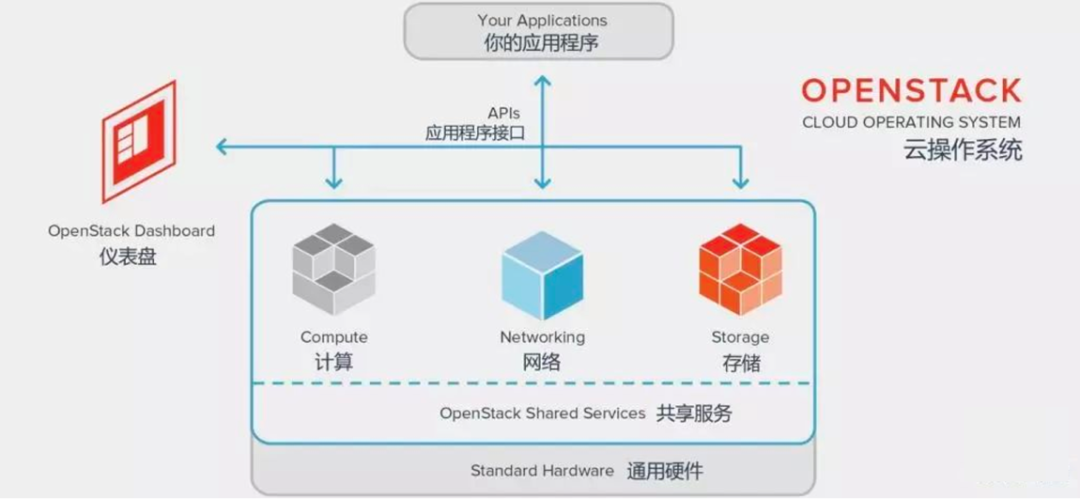 Your Applications
你的应用程序
APIs
应用程序接口
OPENSTACK
CLOUD OPERATING SYSTEM
云操作系统
OpenStack Dashboard
仪表盘
Compute
计算
Networking
网络
Storage
存储
OpenStack Shared Services 共享服务
Standard Hardware 通用硬件